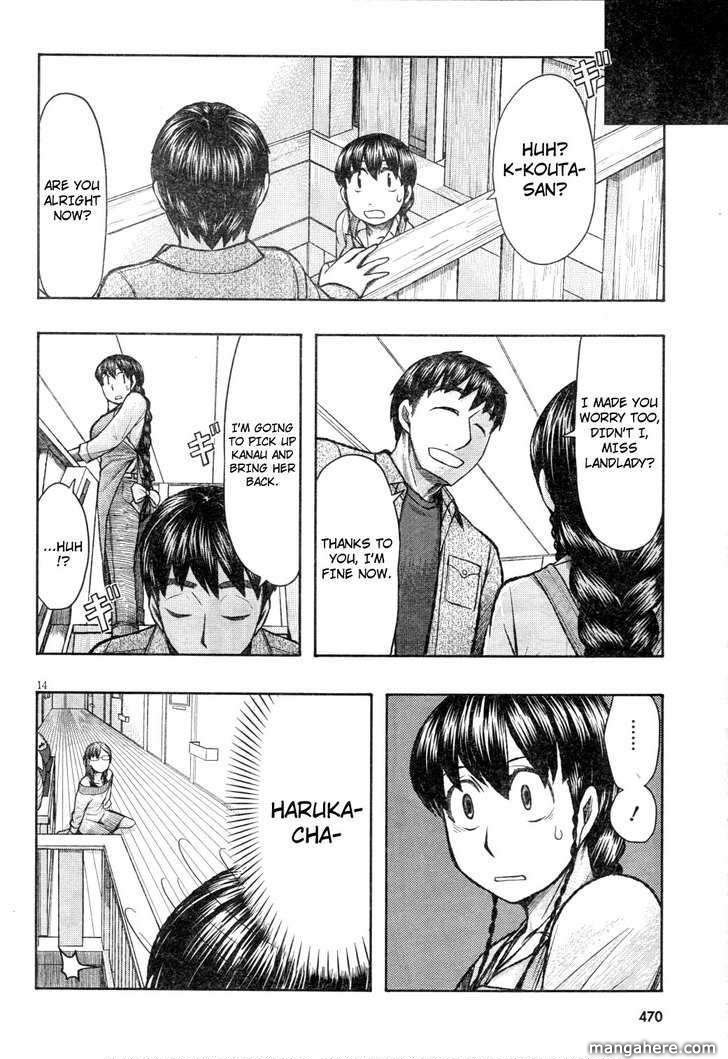 ギ
HUH?
K-KOUTA-
SAN?
ARE YOU
ALRIGHT
NOW?
I MADE YOU
WORRY TOO,
DIDN'T I,
MISS
LANDLADY?
THANKS TO
YOU, I'M
FINE NOW.
I'M GOING
TO PICK UP
KANAU AND
BRING HER
BACK.
ギ
...HUH
!?
ギ
14
......
!
HARUKA-
CHA-
470
mangahere.com